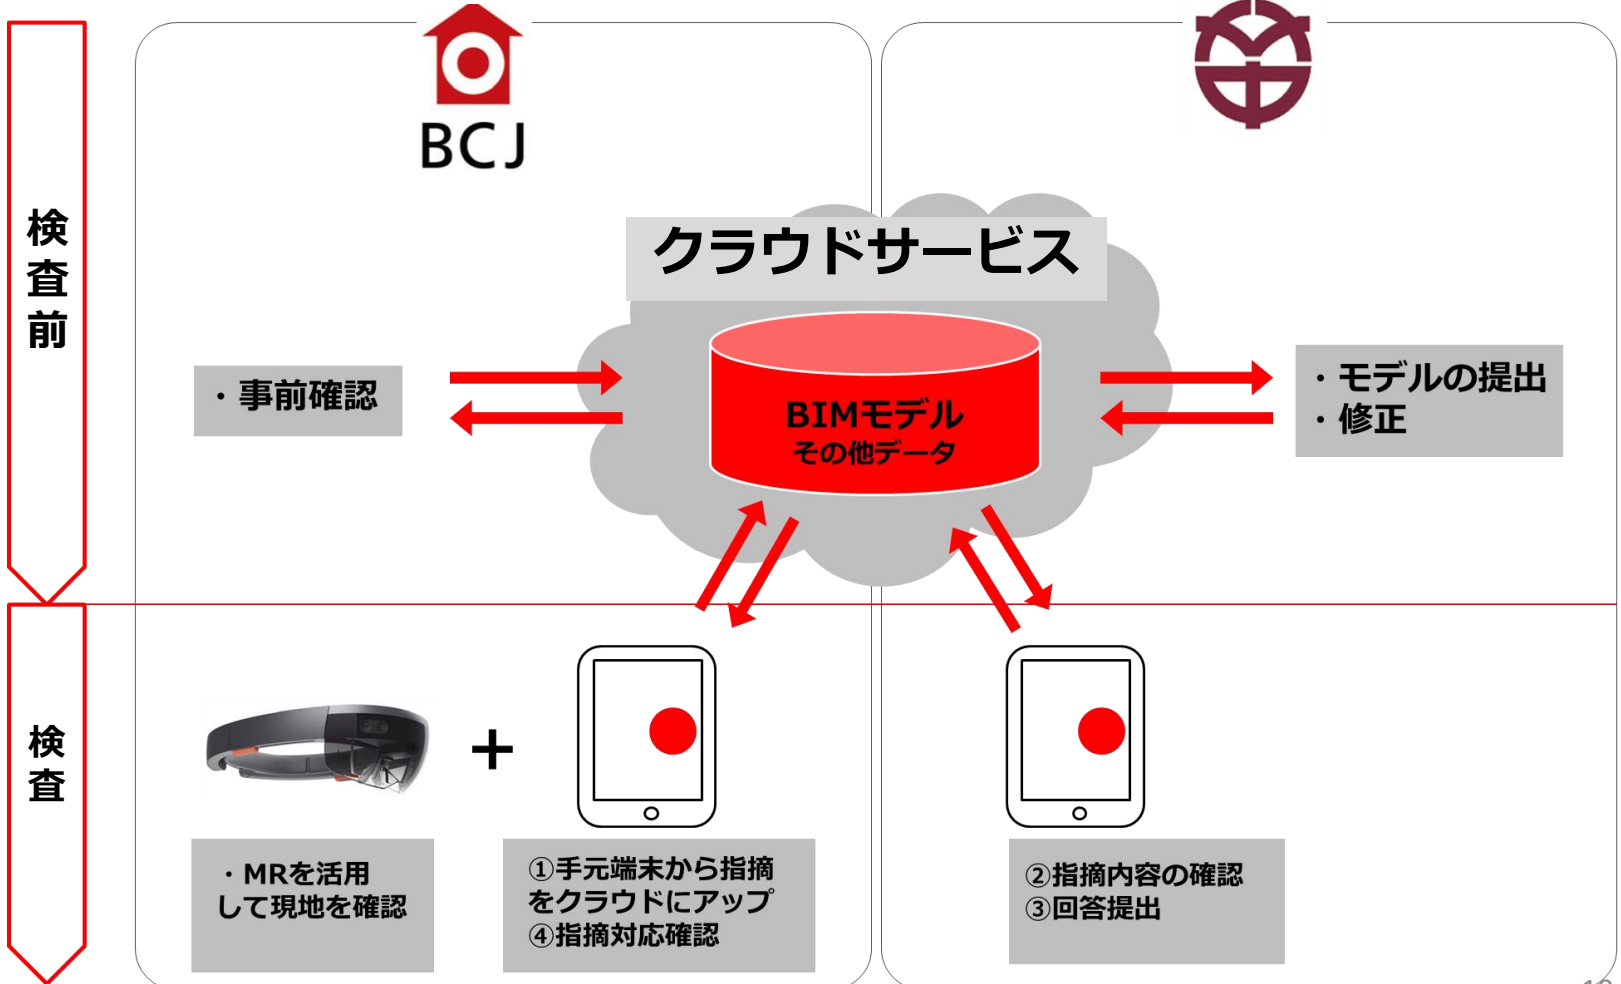 BCJ
検査前
クラウドサービス
・事前確認
BIMモデル
その他データ
・モデルの提出
・修正
検査
+
・MRを活用
して現地を確認
①手元端末から指摘
をクラウドにアップ
④指摘対応確認
②指摘内容の確認
③回答提出